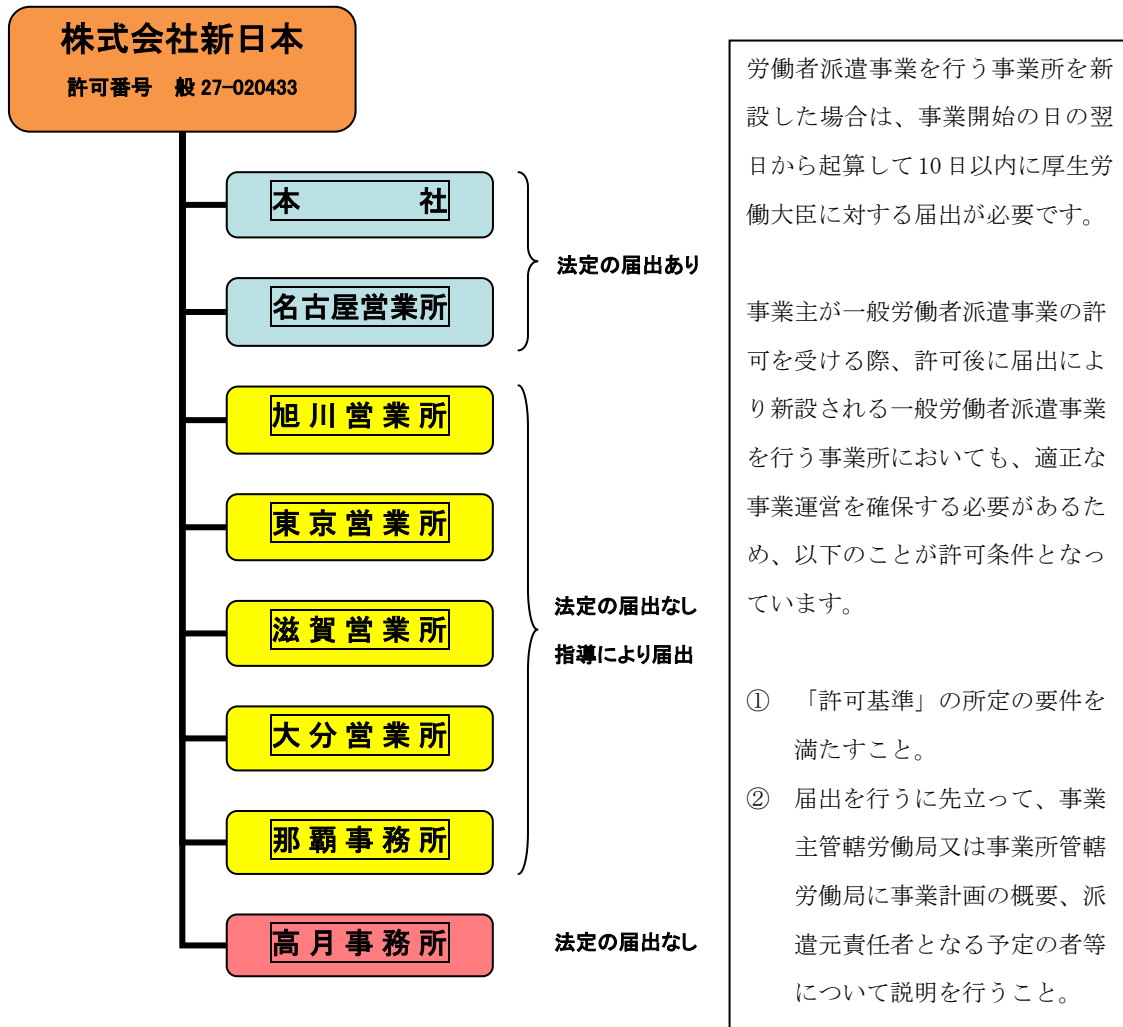 株式会社新日本
許可番号 般 27-020433
本 社
名古屋営業所
法定の届出あり
旭川営業所
東京営業所
滋賀営業所
大分営業所
那覇事務所
法定の届出なし
指導により届出
高月事務所
法定の届出なし
労働者派遣事業を行う事業所を新
設した場合は、事業開始の日の翌
日から起算して 10 日以内に厚生労
働大臣に対する届出が必要です。
事業主が一般労働者派遣事業の許
可を受ける際、許可後に届出によ
り新設される一般労働者派遣事業
を行う事業所においても、適正な
事業運営を確保する必要があるた
め、以下のことが許可条件となっ
ています。
① 「許可基準」の所定の要件を
満たすこと。
② 届出を行うに先立って、事業
主管轄労働局又は事業所管轄
労働局に事業計画の概要、派
遣元責任者となる予定の者等
について説明を行うこと。